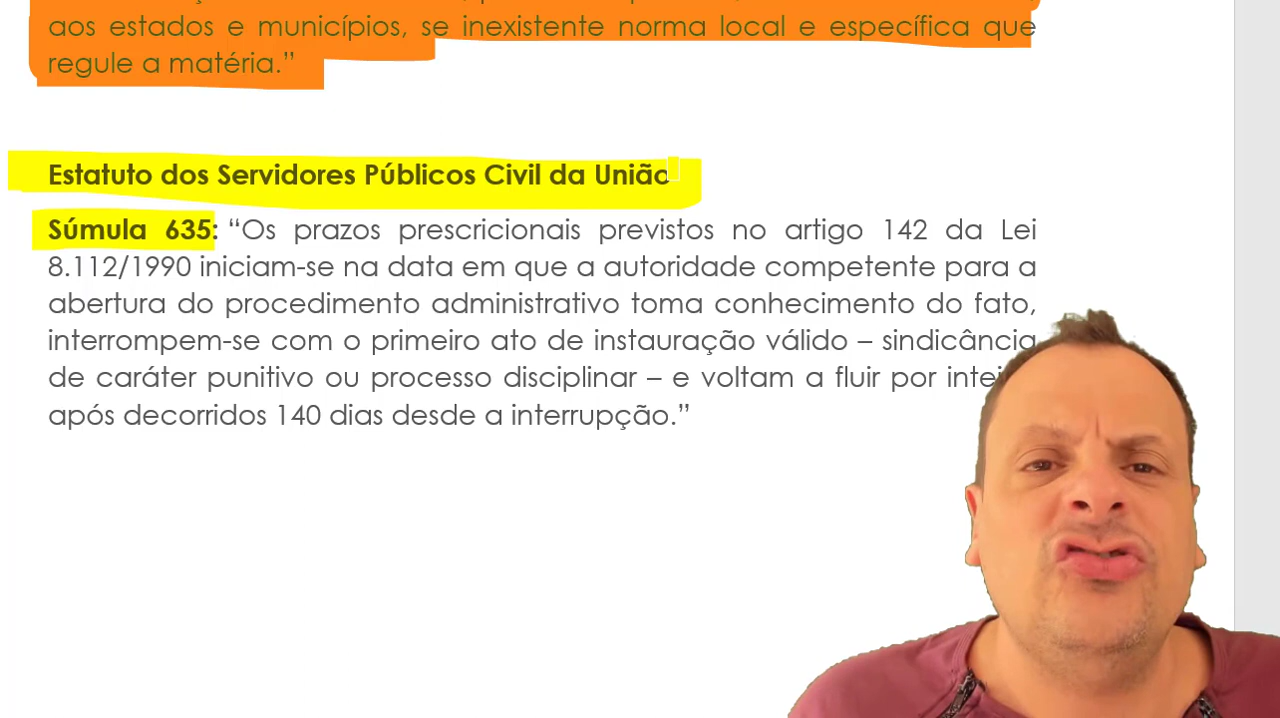 aos estados e municípios, se inexistente norma local e específica que
regule a matéria.”
Estatuto dos Servidores Públicos Civil da União
Súmula 635: “Os prazos prescricionais previstos no artigo 142 da Lei
8.112/1990 iniciam-se na data em que a autoridade competente para a
abertura do procedimento administrativo toma conhecimento do fato,
interrompem-se com o primeiro ato de instauração válido – sindicância
de caráter punitivo ou processo disciplinar – e voltam a fluir por
após decorridos 140 dias desde a interrupção.”